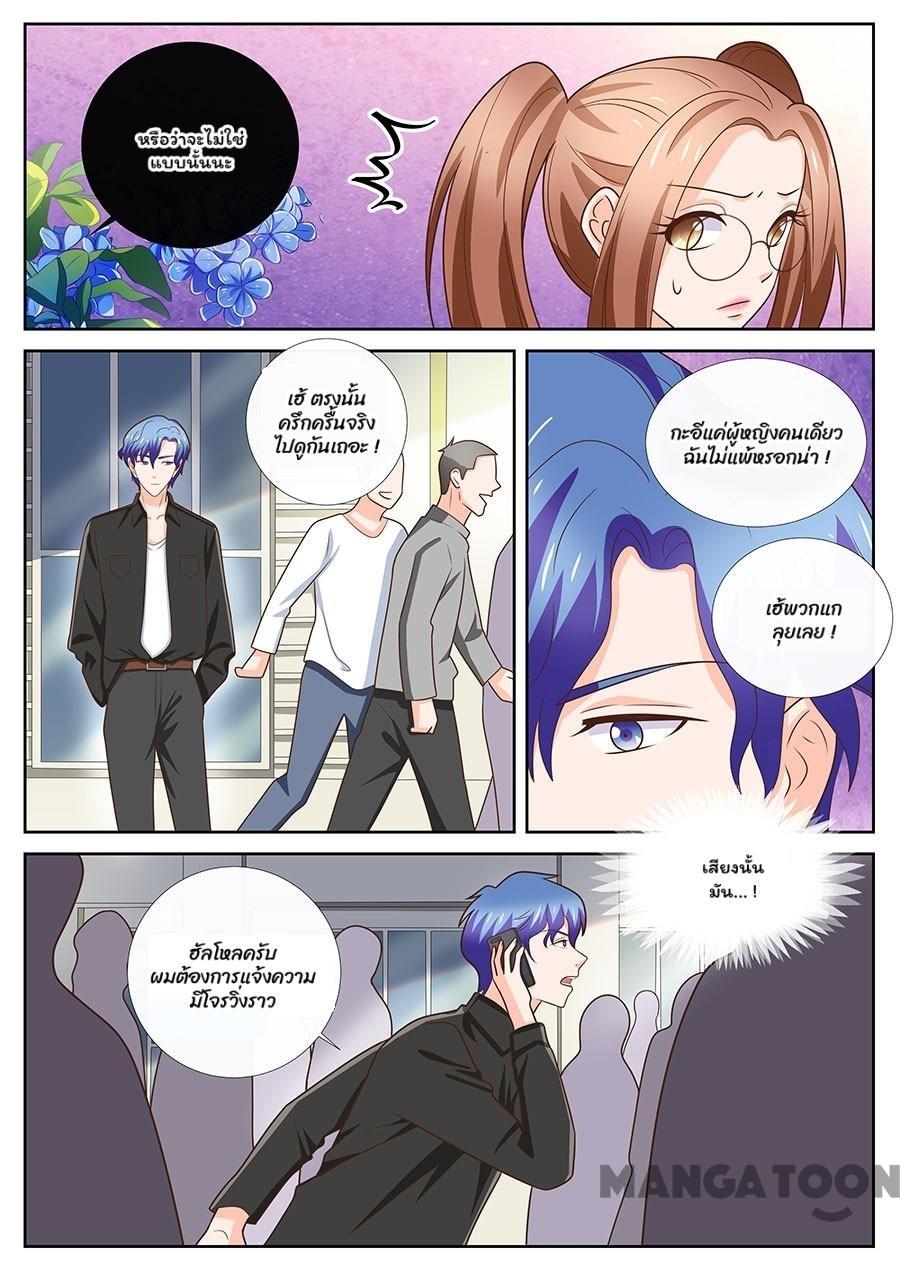 หรือว่าจะไม่ใช่
แบบนั้นนะ
เฮ้ ตรงนั้น
ครึกครื้นจริง
ไปดูกันเถอะ !
กะอีแค่ผู้หญิงคนเดียว
ฉันไม่แพ้หรอกน่า !
เฮ้พวกแก
ลุยเลย !
เสียงนั้น
มัน... !
ฮัลโหลครับ
ผมต้องการแจ้งความ
มีโจรวิ่งราว
MANGATOON